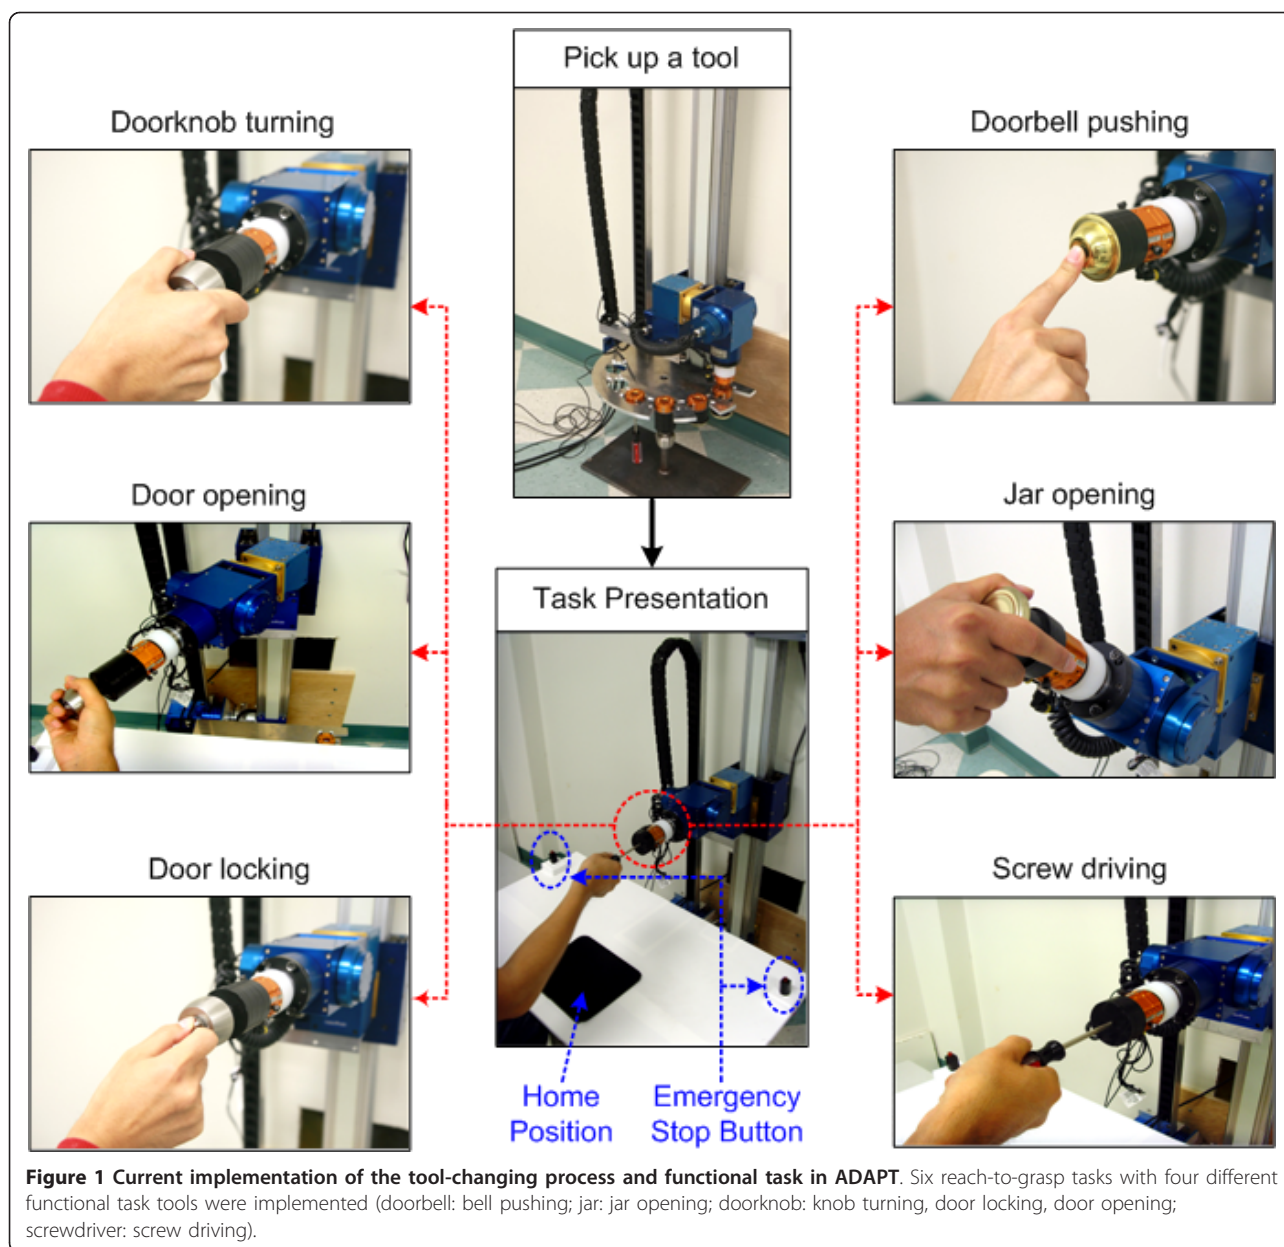 Pick up a tool
Doorknob turning
Doorbell pushing
Door opening
Jar opening
Task Presentation
Door locking
Screw driving
Home
Position
Emergency
Stop Button
Figure 1 Current implementation of the tool-changing process and functional task in ADAPT. Six reach-to-grasp tasks with four different
functional task tools were implemented (doorbell: bell pushing; jar: jar opening; doorknob: knob turning, door locking, door opening;
screwdriver: screw driving).